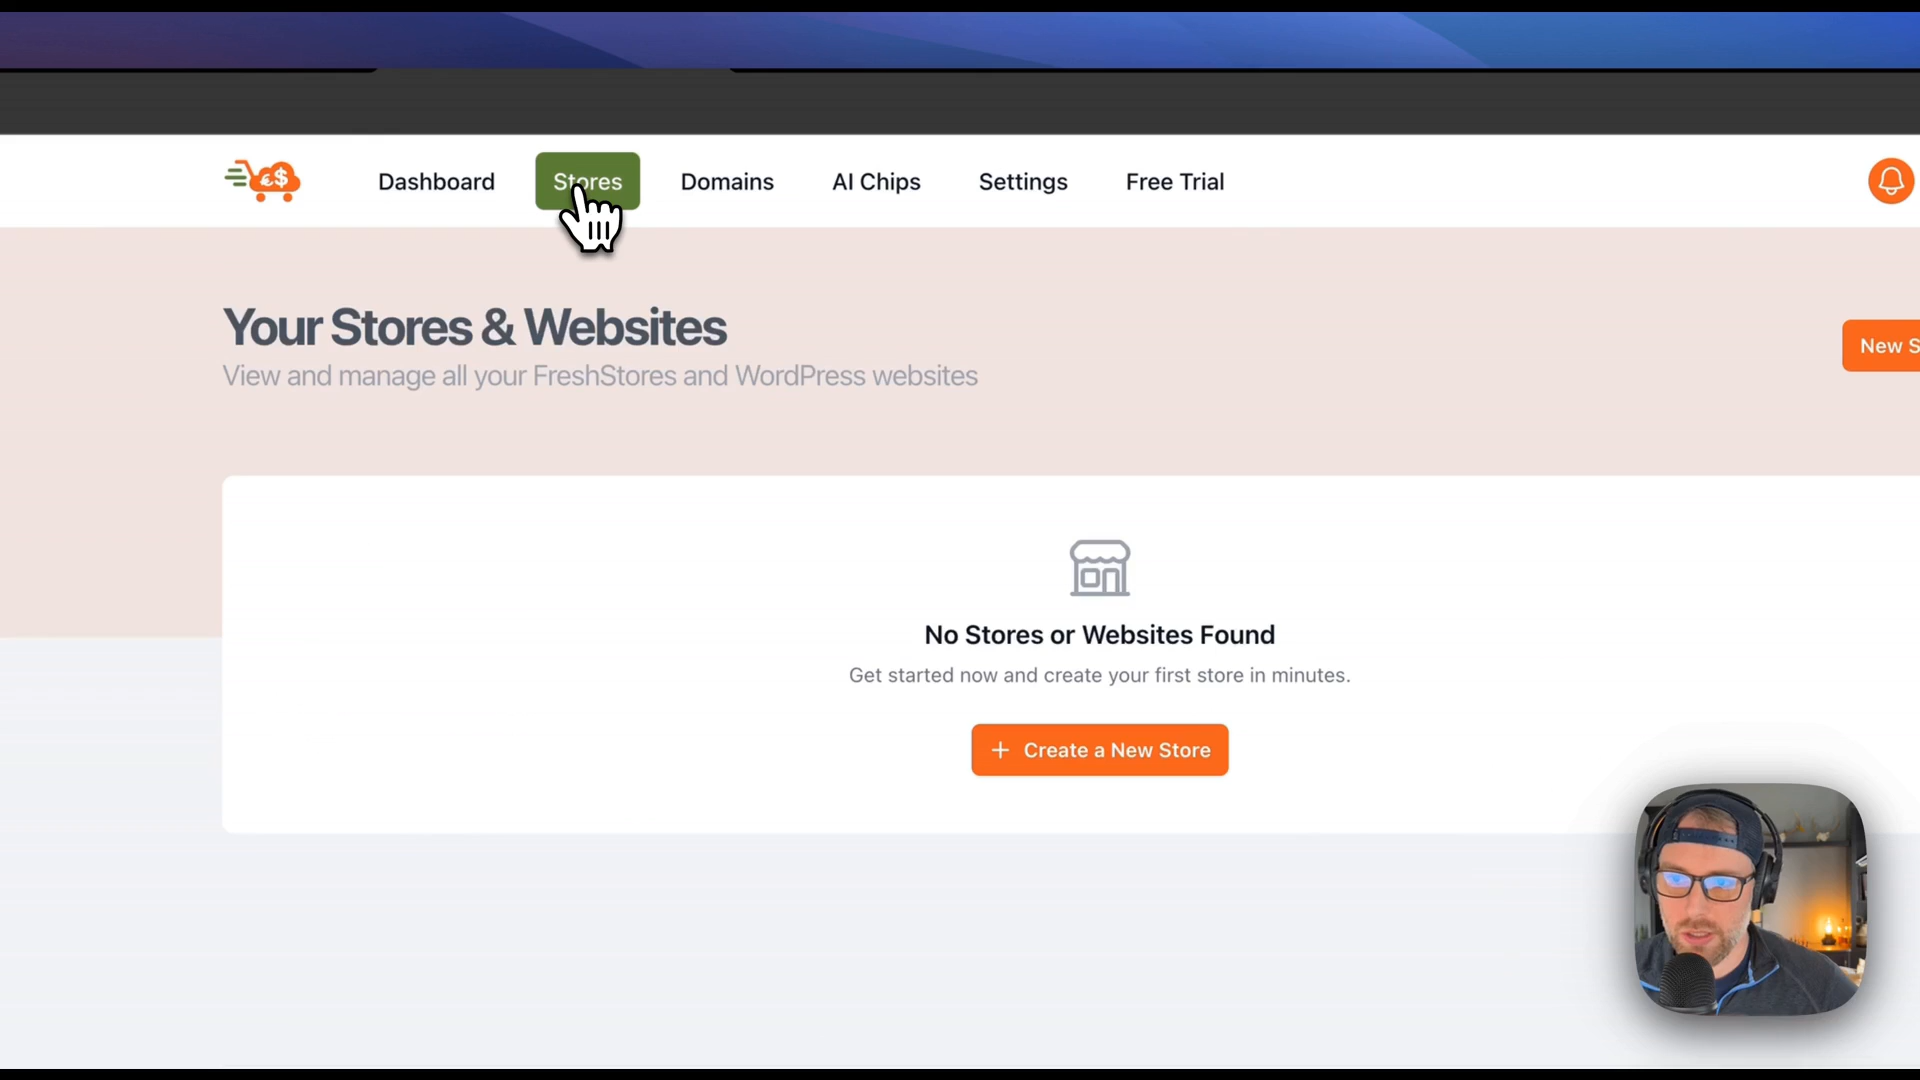 Dashboard
Stores
Domains
AI Chips
Settings
Free Trial
Your Stores & Websites
View and manage all your FreshStores and WordPress websites
New S
No Stores or Websites Found
Get started now and create your first store in minutes.
+ Create a New Store